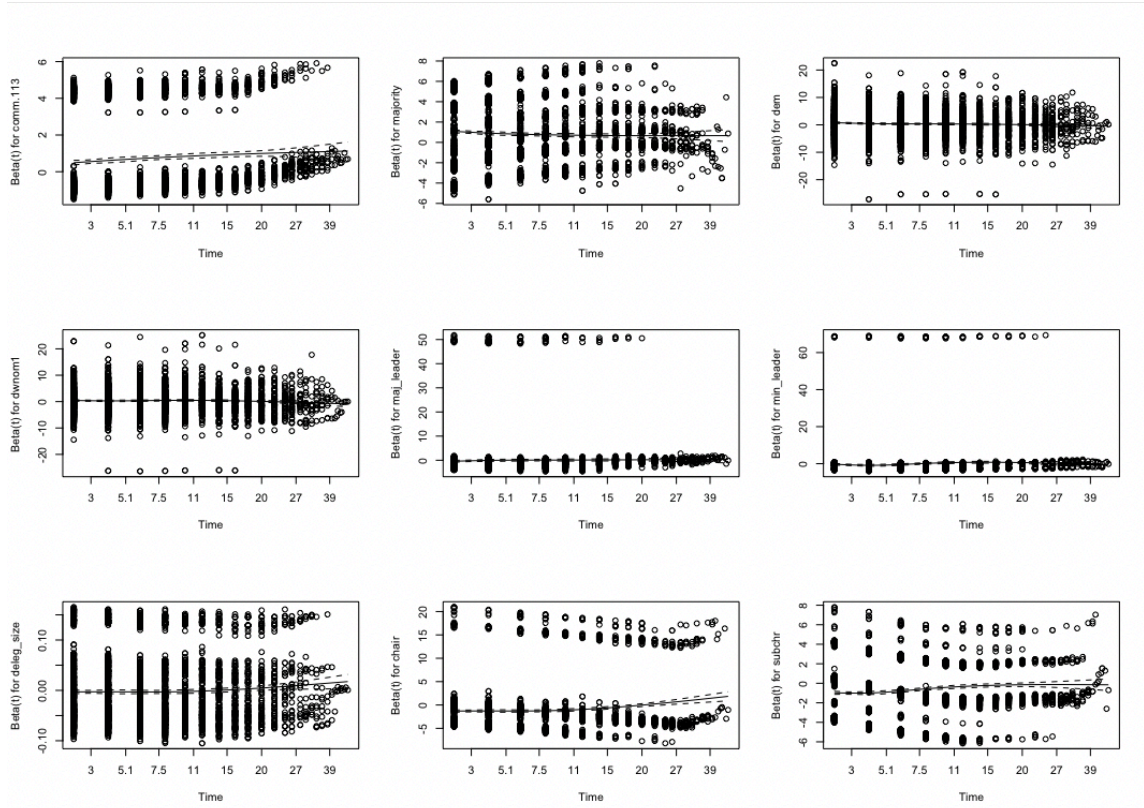 Beta(t) for comm.113
6
4
2
0
3 5.1 7.5 11 15 20 27 39
Time
Beta(t) for majority
8
6
4
2
0
-2
-4
-6
3 5.1 7.5 11 15 20 27 39
Time
Beta(t) for dem
20
10
0
-10
-20
3 5.1 7.5 11 15 20 27 39
Time
Beta(t) for dwnom1
20
10
0
-10
-20
3 5.1 7.5 11 15 20 27 39
Time
Beta(t) for maj_leader
50
40
30
20
10
0
3 5.1 7.5 11 15 20 27 39
Time
Beta(t) for min_leader
60
40
20
0
3 5.1 7.5 11 15 20 27 39
Time
Beta(t) for deleg_size
0.10
0.00
-0.10
3 5.1 7.5 11 15 20 27 39
Time
Beta(t) for chair
20
15
10
5
0
-5
3 5.1 7.5 11 15 20 27 39
Time
Beta(t) for subchr
8
6
4
2
0
-2
-4
-6
3 5.1 7.5 11 15 20 27 39
Time